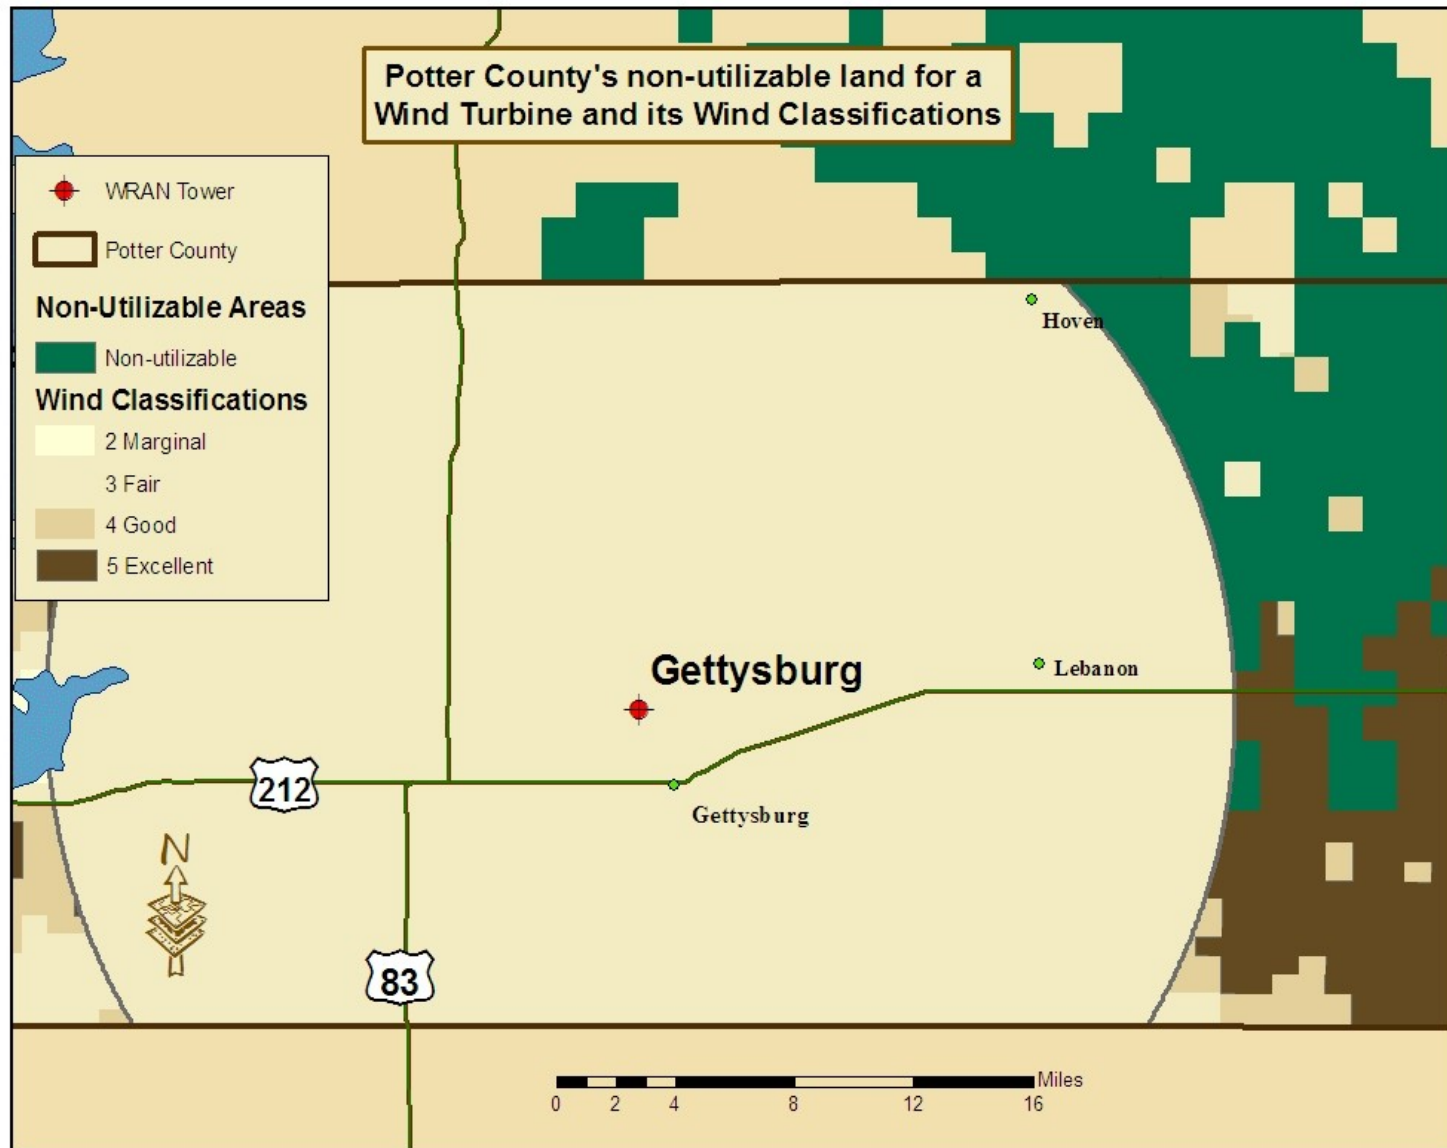 Potter County's non-utilizable land for a
Wind Turbine and its Wind Classifications
WRAN Tower
Potter County
Non-Utilizable Areas
Non-utilizable
Wind Classifications
2 Marginal
3 Fair
4 Good
5 Excellent
Hoven
Gettysburg
Lebanon
212
Gettysburg
N
83
Miles
0 2 4 8 12 16